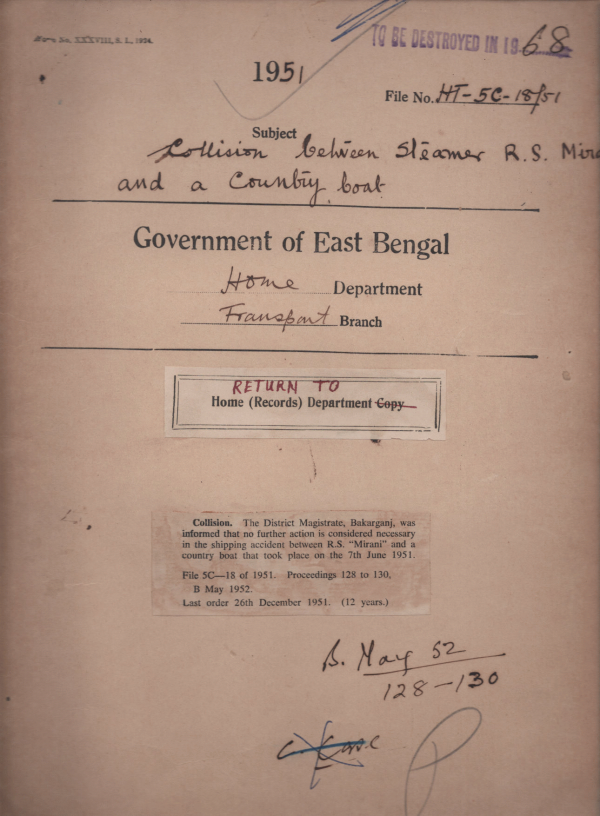 Form No. XXXVIII, S. I., 1924.
TO BE DESTROYED IN 1968
1951
File No. HT-5C-18/51
Subject
Collision between Steamer R.S. Mira
and a Country boat
Government of East Bengal
Home Department
Transport Branch
RETURN TO
Home (Records) Department Copy
Collision. The District Magistrate, Bakarganj, was
informed that no further action is considered necessary
in the shipping accident between R.S. "Mirani" and a
country boat that took place on the 7th June 1951.
File 5C—18 of 1951. Proceedings 128 to 130,
B May 1952.
Last order 26th December 1951. (12 years.)
B. May 52
128-130